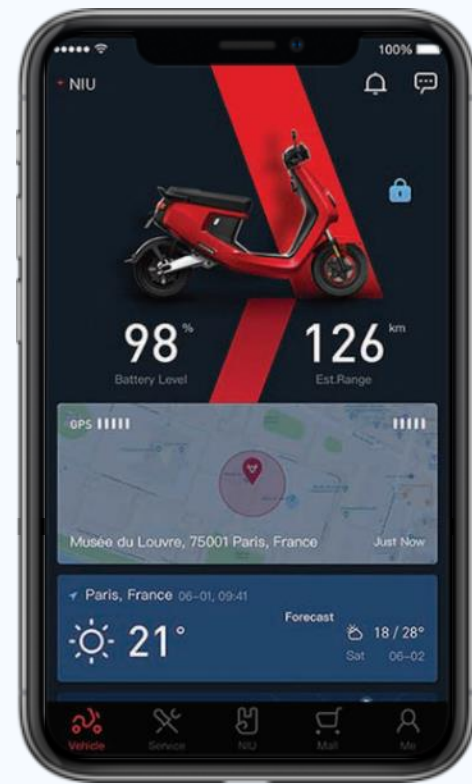 100%
NIU
98 %
Battery Level
126 km
Est.Range
GPS
Musée du Louvre, 75001 Paris, France
Just Now
Paris, France 06-01, 09:41
21°
Forecast
18 / 28°
Sat 06-02
Vehicle
Service
NIU
Mall
Me